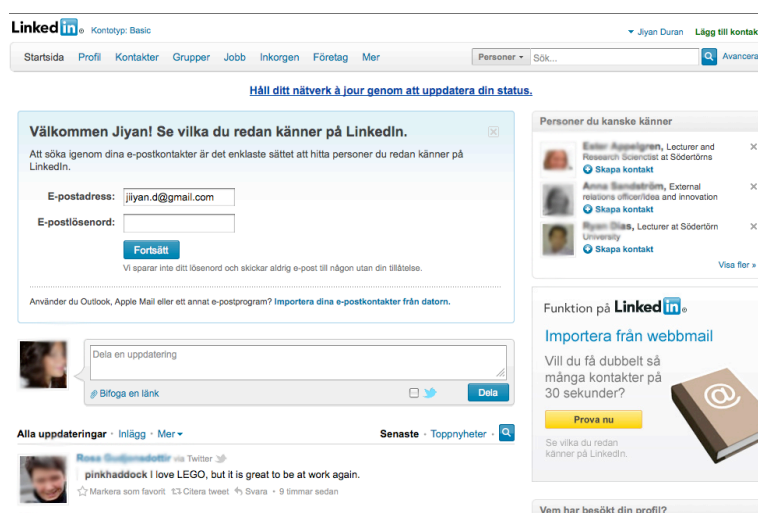 Linked in® Kontotyp: Basic
Jiyan Duran Lägg till kontak
Startsida Profil Kontakter Grupper Jobb Inkorgen Företag Mer
Personer Sök... Avancera
Håll ditt nätverk à jour genom att uppdatera din status.
Välkommen Jiyan! Se vilka du redan känner på LinkedIn.
Att söka igenom dina e-postkontakter är det enklaste sättet att hitta personer du redan känner på
LinkedIn.
E-postadress: jiiyan.d@gmail.com
E-postlösenord:
Fortsätt
Vi sparar inte ditt lösenord och skickar aldrig e-post till någon utan din tillåtelse.
Använder du Outlook, Apple Mail eller ett annat e-postprogram? Importera dina e-postkontakter från datorn.
Dela en uppdatering
Bifoga en länk
Dela
Alla uppdateringar · Inlägg · Mer
Senaste · Toppnyheter ·
via Twitter
pinkhaddock I love LEGO, but it is great to be at work again.
Markera som favorit Citera tweet Svara · 9 timmar sedan
Personer du kanske känner
Lecturer and
Research Scienctist at Södertörns
Skapa kontakt
External
relations officer/idea and innovation
Skapa kontakt
Lecturer at Södertörn
University
Skapa kontakt
Visa fler »
Funktion på Linked in®
Importera från webbmail
Vill du få dubbelt så
många kontakter på
30 sekunder?
Prova nu
Se vilka du redan
känner på LinkedIn.
Vem har besökt din profil?